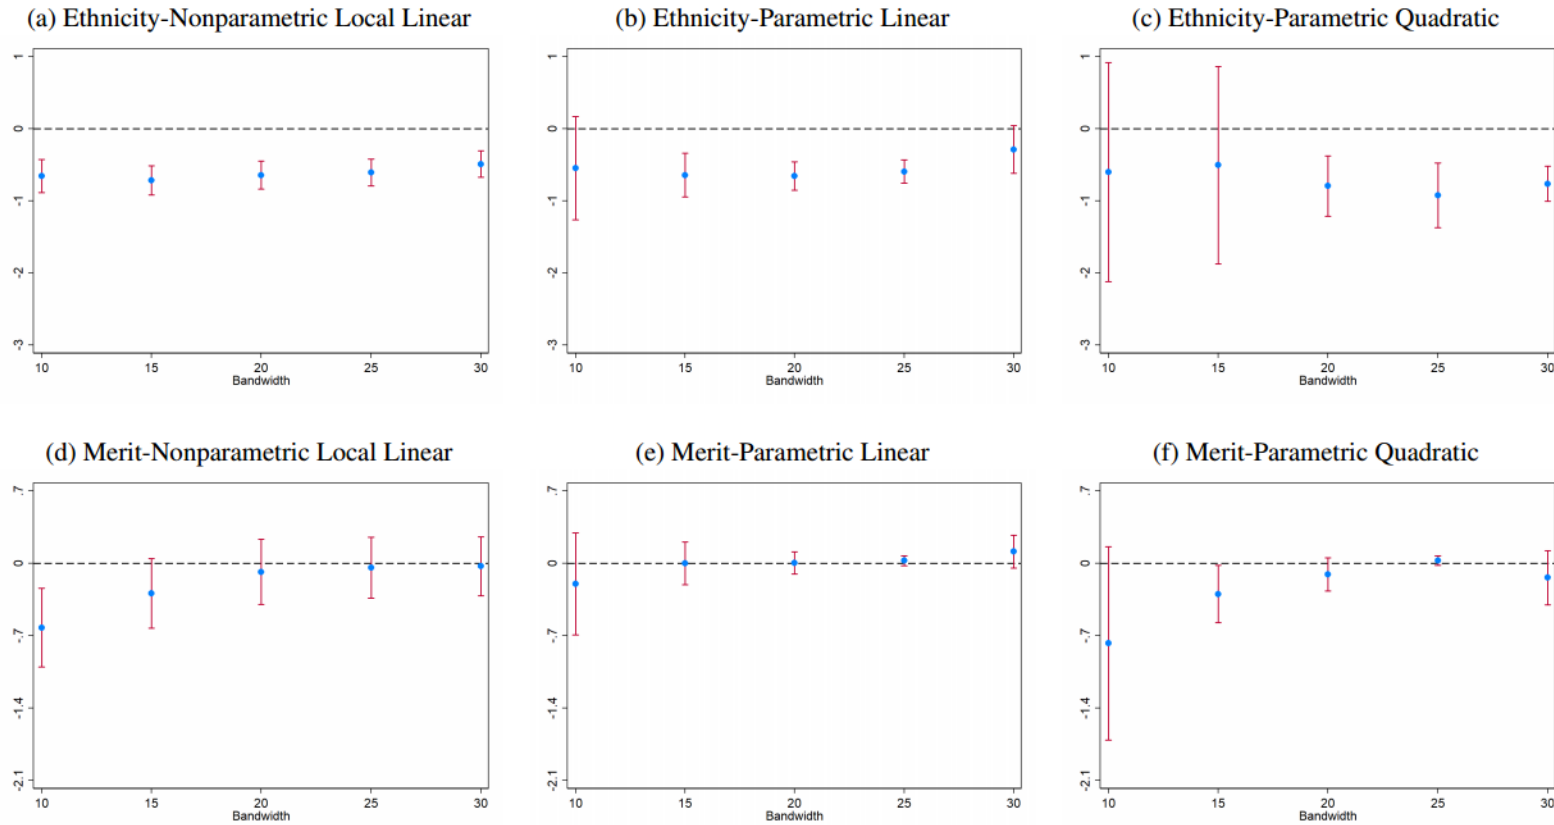 (a) Ethnicity-Nonparametric Local Linear
1
0
-1
-2
-3
10 15 20 25 30
Bandwidth
(b) Ethnicity-Parametric Linear
1
0
-1
-2
-3
10 15 20 25 30
Bandwidth
(c) Ethnicity-Parametric Quadratic
1
0
-1
-2
-3
10 15 20 25 30
Bandwidth
(d) Merit-Nonparametric Local Linear
.7
0
-.7
-1.4
-2.1
10 15 20 25 30
Bandwidth
(e) Merit-Parametric Linear
.7
0
-.7
-1.4
-2.1
10 15 20 25 30
Bandwidth
(f) Merit-Parametric Quadratic
.7
0
-.7
-1.4
-2.1
10 15 20 25 30
Bandwidth